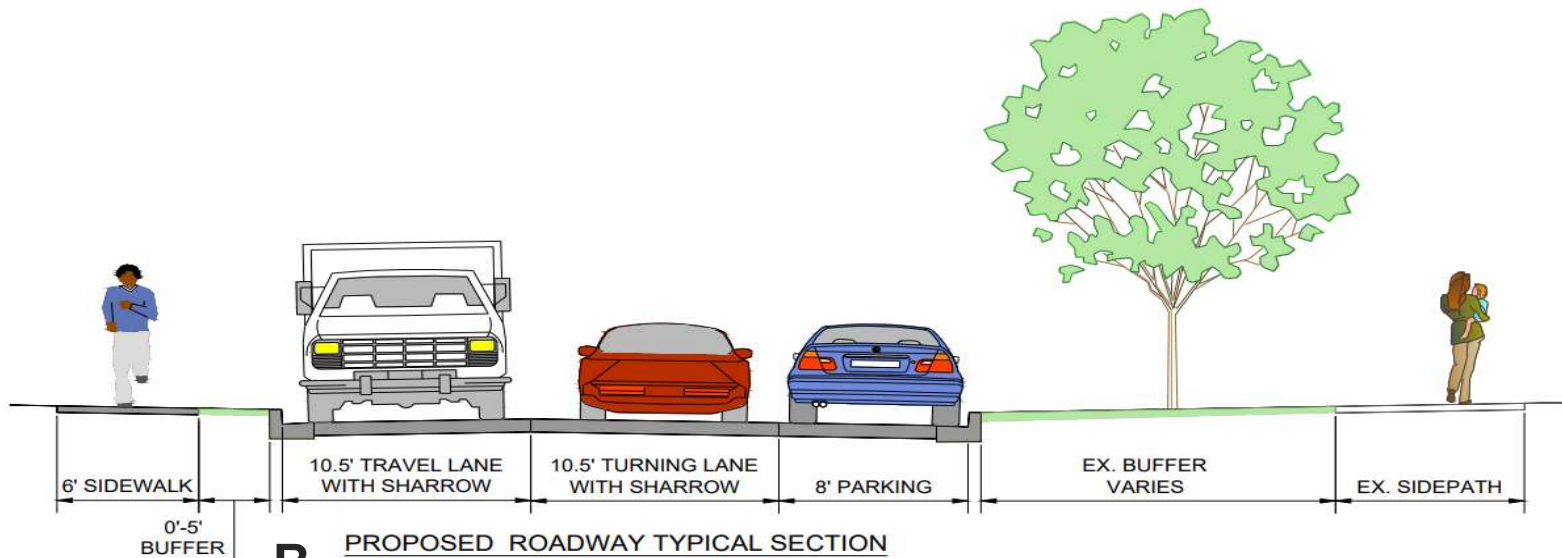 6' SIDEWALK
0'-5'
BUFFER
10.5' TRAVEL LANE
WITH SHARROW
10.5' TURNING LANE
WITH SHARROW
8' PARKING
EX. BUFFER
VARIES
EX. SIDEPATH
B PROPOSED ROADWAY TYPICAL SECTION